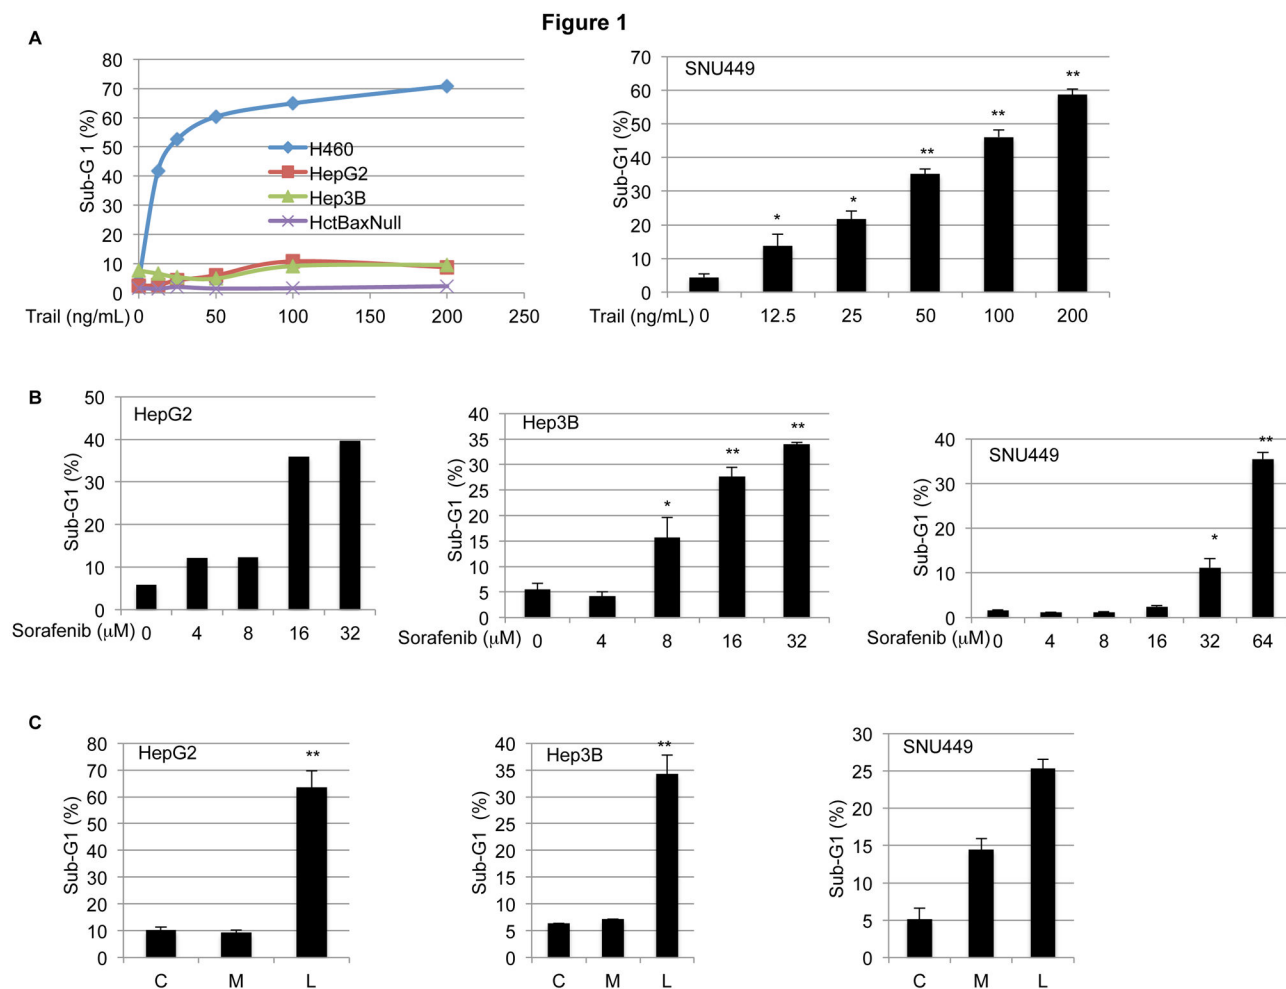 Figure 1
A
80
70
60
50
40
30
20
10
0
Sub-G 1 (%)
H460
HepG2
Hep3B
HctBaxNull
Trail (ng/mL) 0 50 100 150 200 250
SNU449
70
60
50
40
30
20
10
0
Sub-G1 (%)
* * ** ** **
Trail (ng/mL) 0 12.5 25 50 100 200
B
HepG2
50
40
30
20
10
0
Sub-G1 (%)
Sorafenib (μM) 0 4 8 16 32
Hep3B
40
35
30
25
20
15
10
5
0
Sub-G1 (%)
* ** **
Sorafenib (μM) 0 4 8 16 32
SNU449
40
30
20
10
0
Sub-G1 (%)
* **
Sorafenib (μM) 0 4 8 16 32 64
C
HepG2
80
70
60
50
40
30
20
10
0
Sub-G1 (%)
**
C M L
Hep3B
40
35
30
25
20
15
10
5
0
Sub-G1 (%)
**
C M L
SNU449
30
25
20
15
10
5
0
Sub-G1 (%)
C M L